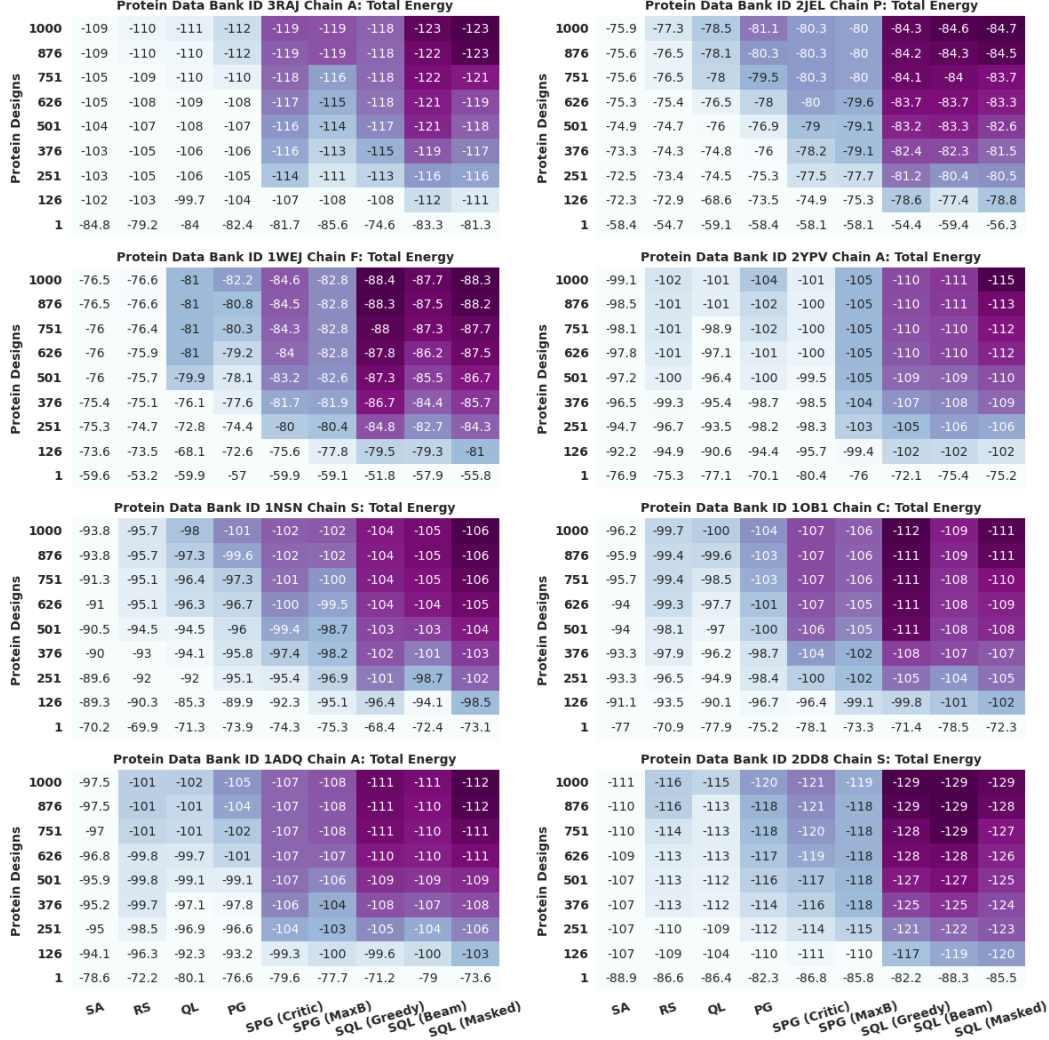 Protein Data Bank ID 3RAJ Chain A: Total Energy
Protein Designs
1000 -109 -110 -111 -112 -119 -119 -118 -123 -123
876 -109 -110 -110 -112 -119 -119 -118 -122 -123
751 -105 -109 -110 -110 -118 -116 -118 -122 -121
626 -105 -108 -109 -108 -117 -115 -118 -121 -119
501 -104 -107 -108 -107 -116 -114 -117 -121 -118
376 -103 -105 -106 -106 -116 -113 -115 -119 -117
251 -103 -105 -106 -105 -114 -111 -113 -116 -116
126 -102 -103 -99.7 -104 -107 -108 -108 -112 -111
1 -84.8 -79.2 -84 -82.4 -81.7 -85.6 -74.6 -83.3 -81.3
Protein Data Bank ID 2JEL Chain P: Total Energy
Protein Designs
-75.9 -77.3 -78.5 -81.1 -80.3 -80 -84.3 -84.6 -84.7
1000
876 -75.6 -76.5 -78.1 -80.3 -80.3 -80 -84.2 -84.3 -84.5
751 -75.6 -76.5 -78 -79.5 -80.3 -80 -84.1 -84 -83.7
626 -75.3 -75.4 -76.5 -78 -80 -79.6 -83.7 -83.7 -83.3
501 -74.9 -74.7 -76 -76.9 -79 -79.1 -83.2 -83.3 -82.6
376 -73.3 -74.3 -74.8 -76 -78.2 -79.1 -82.4 -82.3 -81.5
251 -72.5 -73.4 -74.5 -75.3 -77.5 -77.7 -81.2 -80.4 -80.5
126 -72.3 -72.9 -68.6 -73.5 -74.9 -75.3 -78.6 -77.4 -78.8
1 -58.4 -54.7 -59.1 -58.4 -58.1 -58.1 -54.4 -59.4 -56.3
Protein Data Bank ID 1WEJ Chain F: Total Energy
Protein Designs
1000 -76.5 -76.6 -81 -82.2 -84.6 -82.8 -88.4 -87.7 -88.3
876 -76.5 -76.6 -81 -80.8 -84.5 -82.8 -88.3 -87.5 -88.2
751 -76 -76.4 -81 -80.3 -84.3 -82.8 -88 -87.3 -87.7
626 -76 -75.9 -81 -79.2 -84 -82.8 -87.8 -86.2 -87.5
501 -76 -75.7 -79.9 -78.1 -83.2 -82.6 -87.3 -85.5 -86.7
376 -75.4 -75.1 -76.1 -77.6 -81.7 -81.9 -86.7 -84.4 -85.7
251 -75.3 -74.7 -72.8 -74.4 -80 -80.4 -84.8 -82.7 -84.3
126 -73.6 -73.5 -68.1 -72.6 -75.6 -77.8 -79.5 -79.3 -81
1 -59.6 -53.2 -59.9 -57 -59.9 -59.1 -51.8 -57.9 -55.8
Protein Data Bank ID 2YPV Chain A: Total Energy
Protein Designs
1000 -99.1 -102 -101 -104 -101 -105 -110 -111 -115
876 -98.5 -101 -101 -102 -100 -105 -110 -111 -113
751 -98.1 -101 -98.9 -102 -100 -105 -110 -110 -112
626 -97.8 -101 -97.1 -101 -100 -105 -110 -110 -112
501 -97.2 -100 -96.4 -100 -99.5 -105 -109 -109 -110
376 -96.5 -99.3 -95.4 -98.7 -98.5 -104 -107 -108 -109
251 -94.7 -96.7 -93.5 -98.2 -98.3 -103 -105 -106 -106
126 -92.2 -94.9 -90.6 -94.4 -95.7 -99.4 -102 -102 -102
1 -76.9 -75.3 -77.1 -70.1 -80.4 -76 -72.1 -75.4 -75.2
Protein Data Bank ID 1NSN Chain S: Total Energy
Protein Designs
1000 -93.8 -95.7 -98 -101 -102 -102 -104 -105 -106
876 -93.8 -95.7 -97.3 -99.6 -102 -102 -104 -105 -106
751 -91.3 -95.1 -96.4 -97.3 -101 -100 -104 -105 -106
626 -91 -95.1 -96.3 -96.7 -100 -99.5 -104 -104 -105
501 -90.5 -94.5 -94.5 -96 -99.4 -98.7 -103 -103 -104
376 -90 -93 -94.1 -95.8 -97.4 -98.2 -102 -101 -103
251 -89.6 -92 -92 -95.1 -95.4 -96.9 -101 -98.7 -102
126 -89.3 -90.3 -85.3 -89.9 -92.3 -95.1 -96.4 -94.1 -98.5
1 -70.2 -69.9 -71.3 -73.9 -74.3 -75.3 -68.4 -72.4 -73.1
Protein Data Bank ID 1OB1 Chain C: Total Energy
Protein Designs
1000 -96.2 -99.7 -100 -104 -107 -106 -112 -109 -111
876 -95.9 -99.4 -99.6 -103 -107 -106 -111 -109 -111
751 -95.7 -99.4 -98.5 -103 -107 -106 -111 -108 -110
626 -94 -99.3 -97.7 -101 -107 -105 -111 -108 -109
501 -94 -98.1 -97 -100 -106 -105 -111 -108 -108
376 -93.3 -97.9 -96.2 -98.7 -104 -102 -108 -107 -107
251 -93.3 -96.5 -94.9 -98.4 -100 -102 -105 -104 -105
126 -91.1 -93.5 -90.1 -96.7 -96.4 -99.1 -99.8 -101 -102
1 -77 -70.9 -77.9 -75.2 -78.1 -73.3 -71.4 -78.5 -72.3
Protein Data Bank ID 1ADQ Chain A: Total Energy
Protein Designs
1000 -97.5 -101 -102 -105 -107 -108 -111 -111 -112
876 -97.5 -101 -101 -104 -107 -108 -111 -110 -112
751 -97 -101 -101 -102 -107 -108 -111 -110 -111
626 -96.8 -99.8 -99.7 -101 -107 -107 -110 -110 -111
501 -95.9 -99.8 -99.1 -99.1 -107 -106 -109 -109 -109
376 -95.2 -99.7 -97.1 -97.8 -106 -104 -108 -107 -108
251 -95 -98.5 -96.9 -96.6 -104 -103 -105 -104 -106
126 -94.1 -96.3 -92.3 -93.2 -99.3 -100 -99.6 -100 -103
1 -78.6 -72.2 -80.1 -76.6 -79.6 -77.7 -71.2 -79 -73.6
SA RS QL PG SPG (Critic) SPG (MaxB) SQL (Greedy) SQL (Beam) SQL (Masked)
Protein Data Bank ID 2DD8 Chain S: Total Energy
Protein Designs
1000 -111 -116 -115 -120 -121 -119 -129 -129 -129
876 -110 -116 -113 -118 -121 -118 -129 -129 -128
751 -110 -114 -113 -118 -120 -118 -128 -129 -127
626 -109 -113 -113 -117 -119 -118 -128 -128 -126
501 -107 -113 -112 -116 -117 -118 -127 -127 -125
376 -107 -113 -112 -114 -116 -118 -125 -125 -124
251 -107 -110 -109 -112 -114 -115 -121 -122 -123
126 -107 -109 -104 -110 -111 -110 -117 -119 -120
1 -88.9 -86.6 -86.4 -82.3 -86.8 -85.8 -82.2 -88.3 -85.5
SA RS QL PG SPG (Critic) SPG (MaxB) SQL (Greedy) SQL (Beam) SQL (Masked)